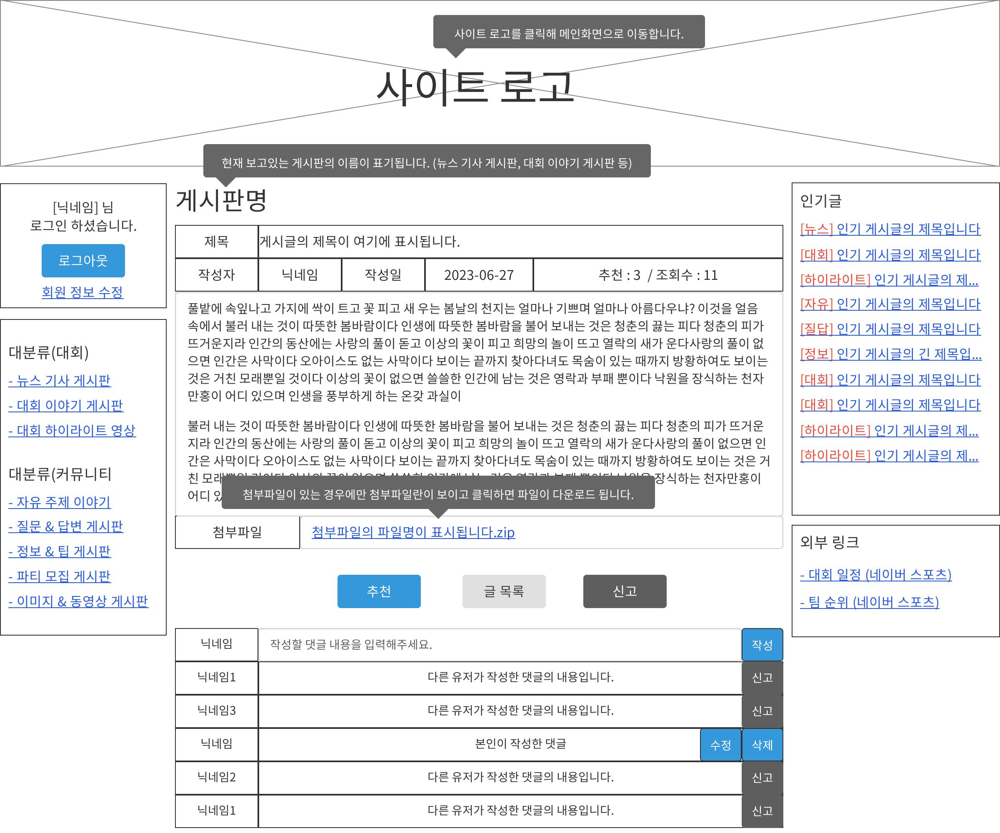 사이트 로고를 클릭해 메인화면으로 이동합니다.
사이트 로고
현재 보고있는 게시판의 이름이 표기됩니다. (뉴스 기사 게시판, 대회 이야기 게시판 등)
[닉네임] 님
로그인 하셨습니다.
로그아웃
회원 정보 수정
대분류(대회)
- 뉴스 기사 게시판
- 대회 이야기 게시판
- 대회 하이라이트 영상
대분류(커뮤니티
- 자유 주제 이야기
- 질문 & 답변 게시판
- 정보 & 팁 게시판
- 파티 모집 게시판
- 이미지 & 동영상 게시판
게시판명
제목 게시글의 제목이 여기에 표시됩니다.
작성자 닉네임 작성일 2023-06-27 추천 : 3 / 조회수 : 11
풀밭에 속잎나고 가지에 싹이 트고 꽃 피고 새 우는 봄날의 천지는 얼마나 기쁘며 얼마나 아름다우냐? 이것을 얼음
속에서 불러 내는 것이 따뜻한 봄바람이다 인생에 따뜻한 봄바람을 불어 보내는 것은 청춘의 끓는 피다 청춘의 피가
뜨거운지라 인간의 동산에는 사랑의 풀이 돋고 이상의 꽃이 피고 희망의 놀이 뜨고 열락의 새가 운다사랑의 풀이 없
으면 인간은 사막이다 오아이스도 없는 사막이다 보이는 끝까지 찾아다녀도 목숨이 있는 때까지 방황하여도 보이는
것은 거친 모래뿐일 것이다 이상의 꽃이 없으면 쓸쓸한 인간에 남는 것은 영락과 부패 뿐이다 낙원을 장식하는 천자
만홍이 어디 있으며 인생을 풍부하게 하는 온갖 과실이
불러 내는 것이 따뜻한 봄바람이다 인생에 따뜻한 봄바람을 불어 보내는 것은 청춘의 끓는 피다 청춘의 피가 뜨거운
지라 인간의 동산에는 사랑의 풀이 돋고 이상의 꽃이 피고 희망의 놀이 뜨고 열락의 새가 운다사랑의 풀이 없으면 인
간은 사막이다 오아이스도 없는 사막이다 보이는 끝까지 찾아다녀도 목숨이 있는 때까지 방황하여도 보이는 것은 거
친 장식하는 천자만홍이
어디
첨부파일이 있는 경우에만 첨부파일란이 보이고 클릭하면 파일이 다운로드 됩니다.
첨부파일 첨부파일의 파일명이 표시됩니다.zip
추천 글 목록 신고
닉네임 작성할 댓글 내용을 입력해주세요. 작성
닉네임1 다른 유저가 작성한 댓글의 내용입니다. 신고
닉네임3 다른 유저가 작성한 댓글의 내용입니다. 신고
닉네임 본인이 작성한 댓글 수정 삭제
닉네임2 다른 유저가 작성한 댓글의 내용입니다. 신고
닉네임1 다른 유저가 작성한 댓글의 내용입니다. 신고
인기글
[뉴스] 인기 게시글의 제목입니다
[대회] 인기 게시글의 제목입니다
[하이라이트] 인기 게시글의 제...
[자유] 인기 게시글의 제목입니다
[질답] 인기 게시글의 제목입니다
[정보] 인기 게시글의 긴 제목입...
[대회] 인기 게시글의 제목입니다
[대회] 인기 게시글의 제목입니다
[하이라이트] 인기 게시글의 제...
[하이라이트] 인기 게시글의 제...
외부 링크
- 대회 일정 (네이버 스포츠)
- 팀 순위 (네이버 스포츠)